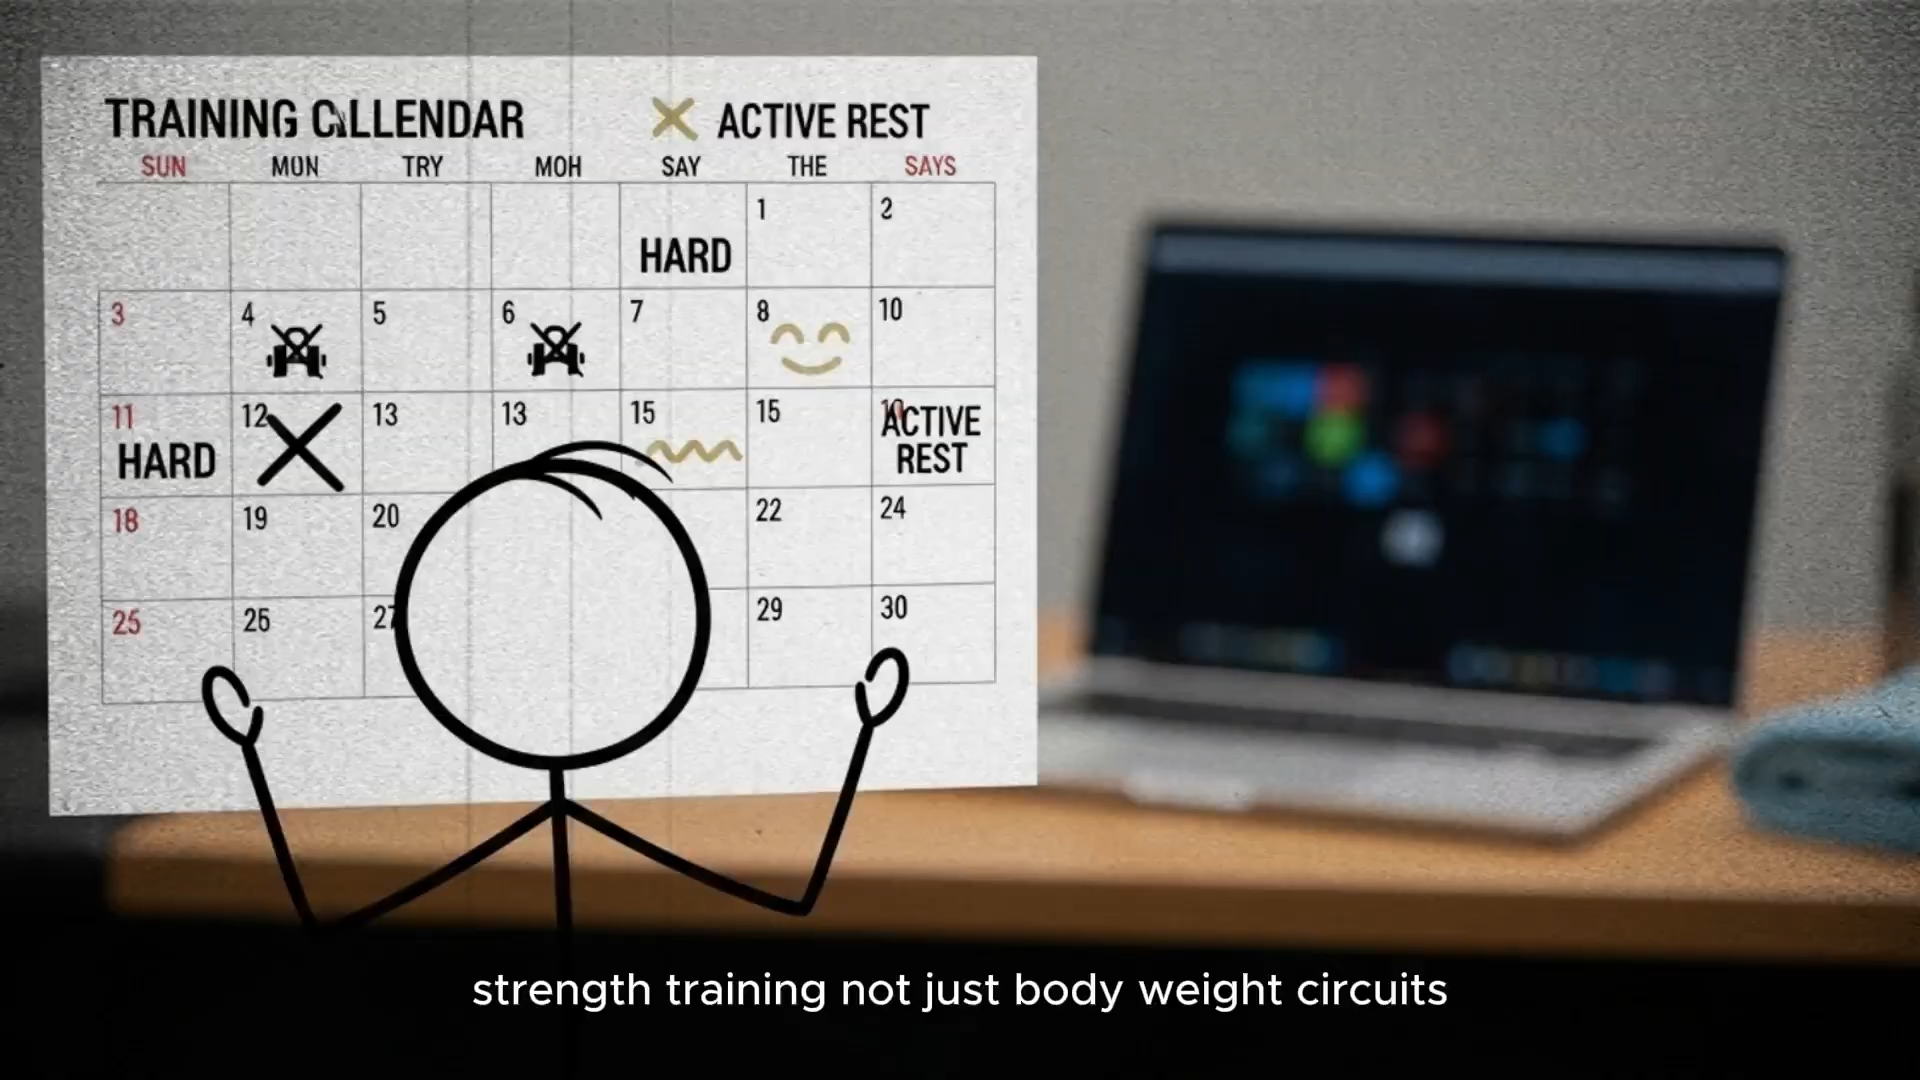 TRAINING CALLENDAR
ACTIVE REST
SUN MON TRY MOH SAY THE SAYS
1 2
HARD
3 4 5 6 7 8 10
11 12 13 13 15 15
HARD
ACTIVE
REST
18 19 20 22 24
25 26 27 29 30
strength training not just body weight circuits